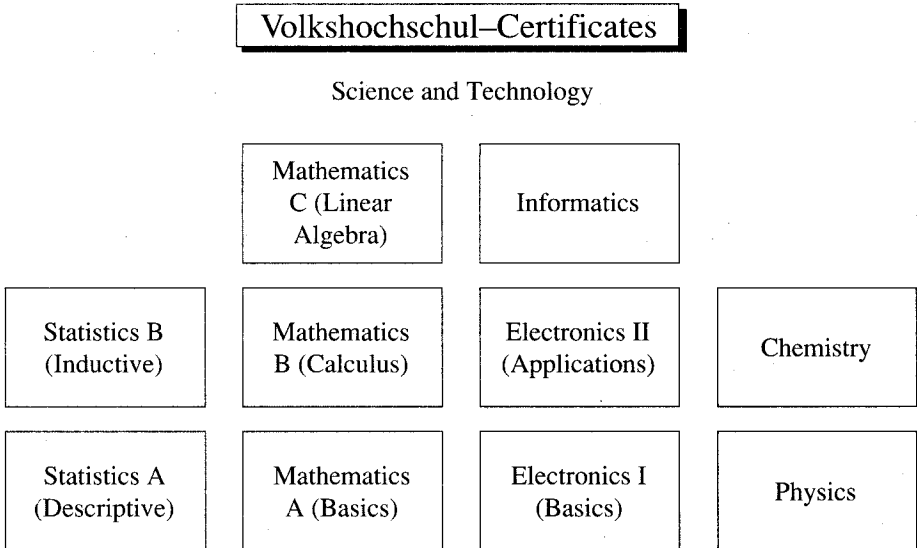 Volkshochschul–Certificates
Science and Technology
Mathematics
C (Linear
Algebra)
Informatics
Statistics B
(Inductive)
Mathematics
B (Calculus)
Electronics II
(Applications)
Chemistry
Statistics A
(Descriptive)
Mathematics
A (Basics)
Electronics I
(Basics)
Physics